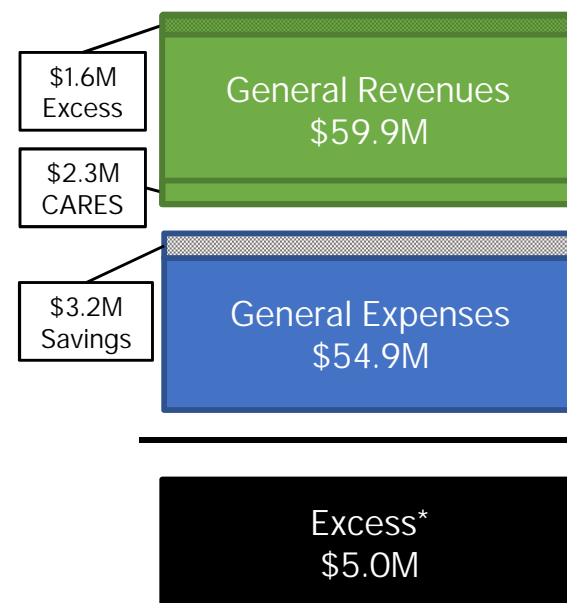 $1.6M
Excess
General Revenues
$59.9M
$2.3M
CARES
$3.2M
Savings
General Expenses
$54.9M
Excess*
$5.0M